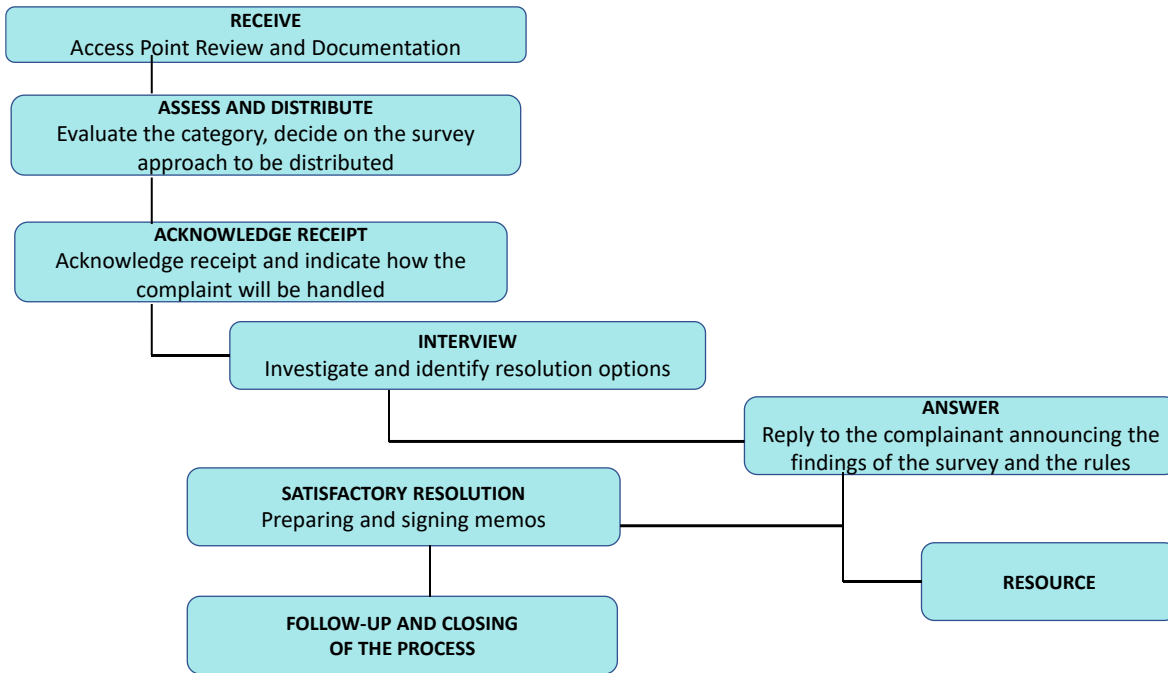 RECEIVE
Access Point Review and Documentation
ASSESS AND DISTRIBUTE
Evaluate the category, decide on the survey
approach to be distributed
ACKNOWLEDGE RECEIPT
Acknowledge receipt and indicate how the
complaint will be handled
INTERVIEW
Investigate and identify resolution options
ANSWER
Reply to the complainant announcing the
findings of the survey and the rules
SATISFACTORY RESOLUTION
Preparing and signing memos
RESOURCE
FOLLOW-UP AND CLOSING
OF THE PROCESS